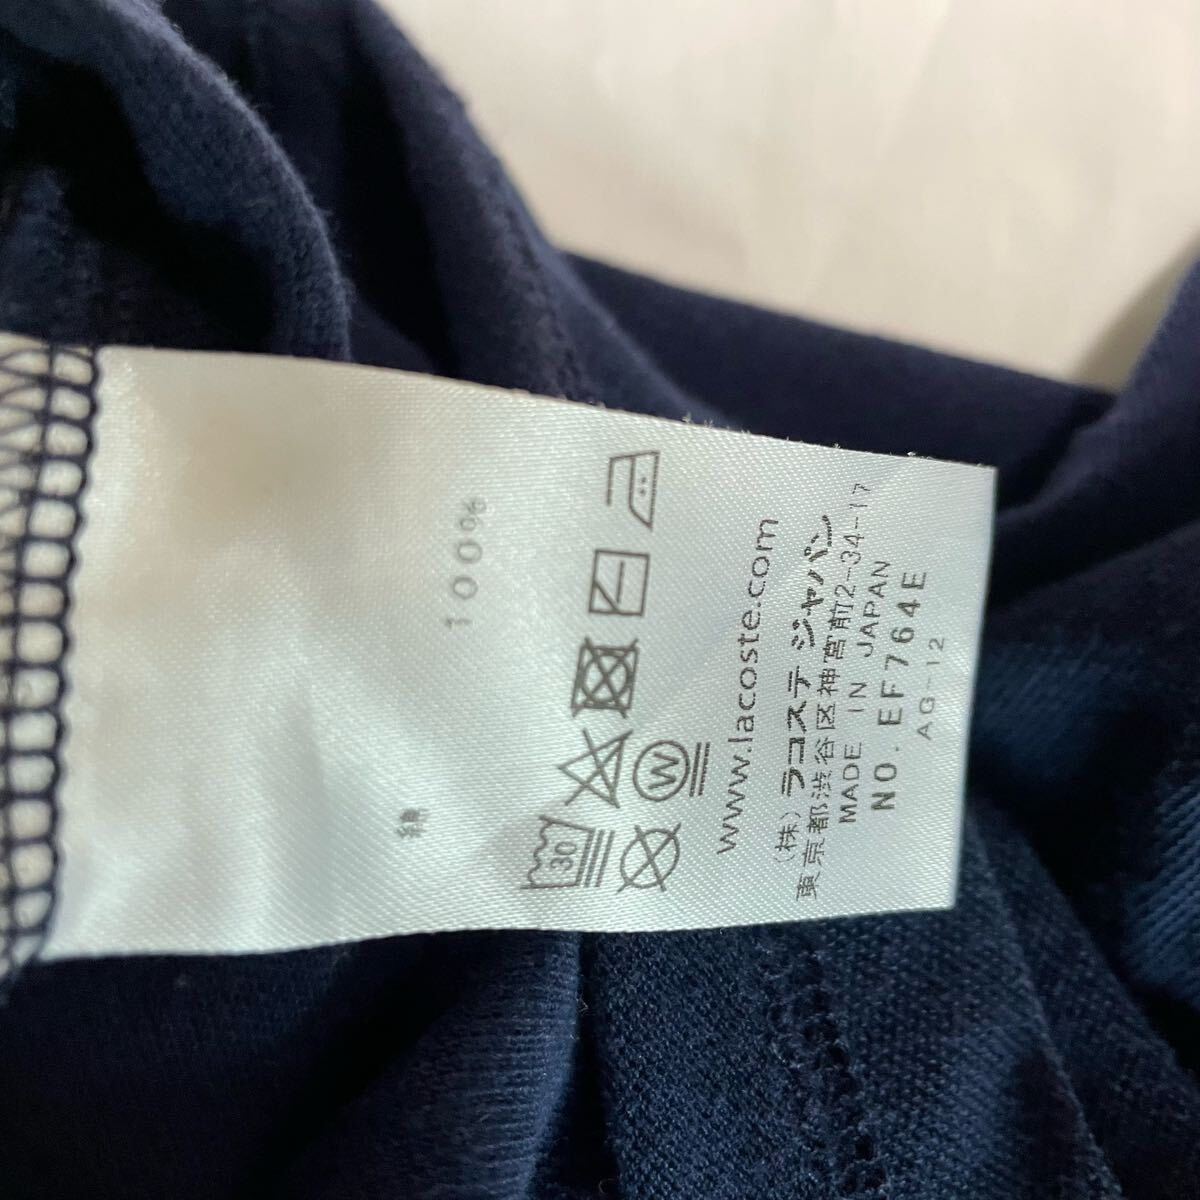 綿 100%
30
W
www.lacoste.com
(株) ラコステ ジャパン
東京都渋谷区神宮前2-34-17
MADE IN JAPAN
NO. EF764E
AG-12